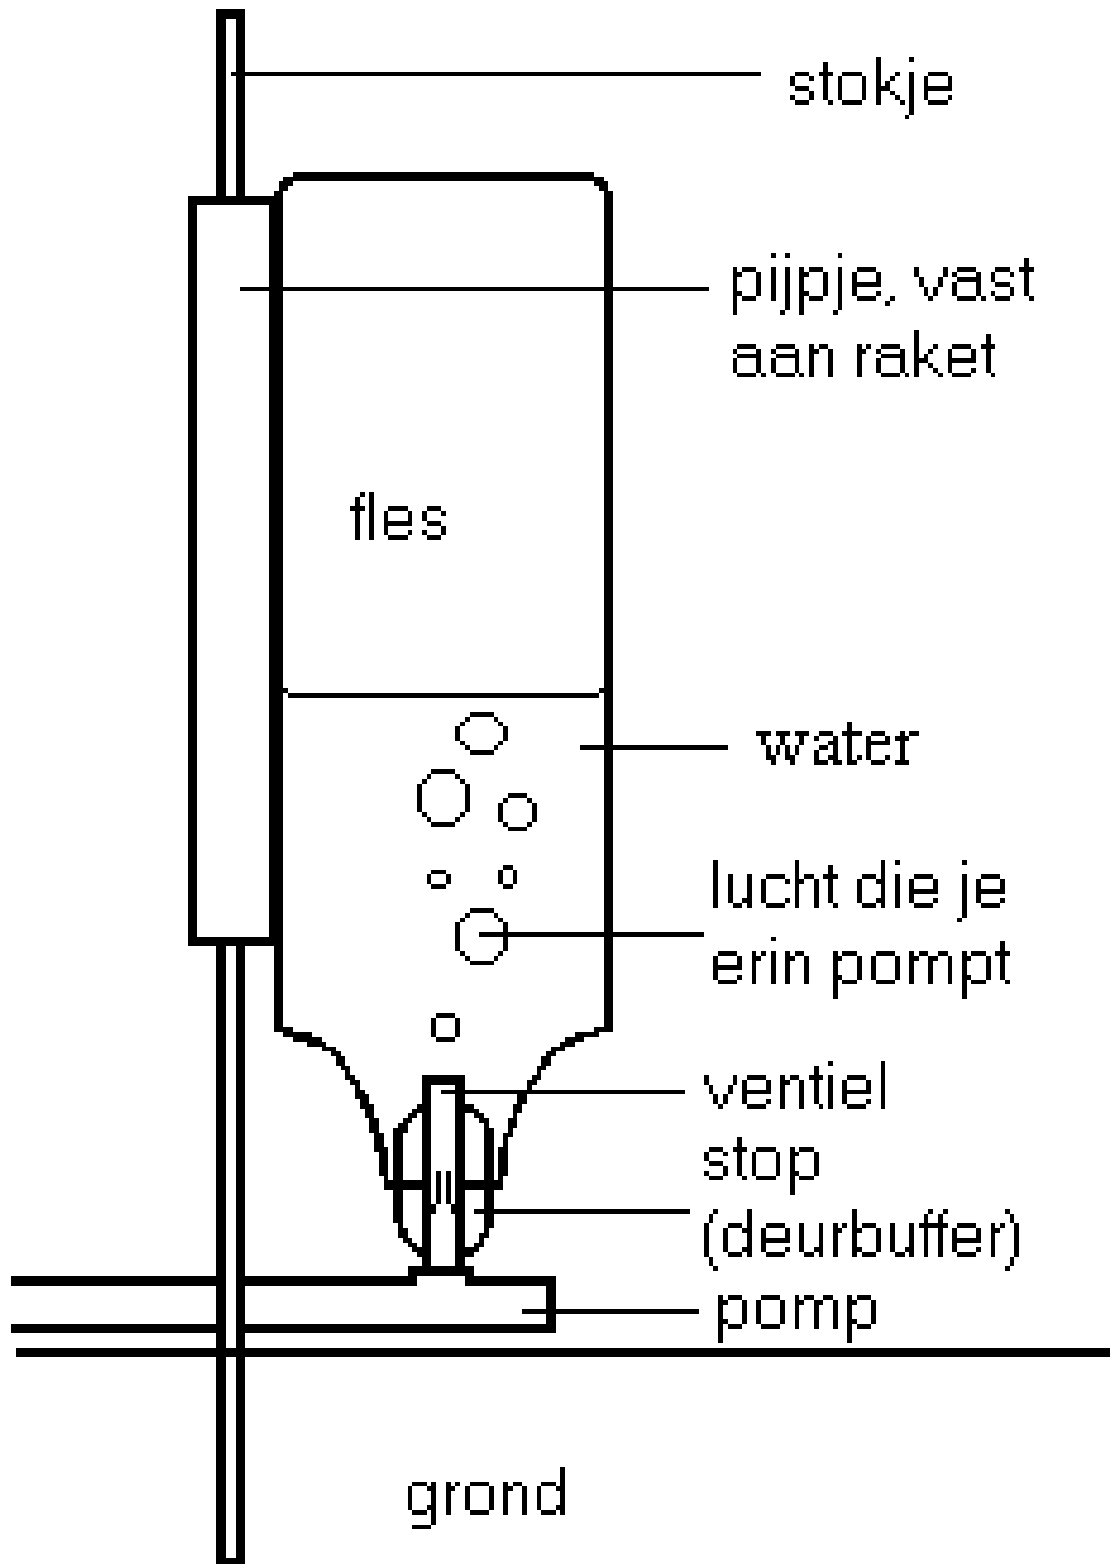 stokje
pijpje, vast
aan raket
fles
water
lucht die je
erin pompt
ventiel
stop
(deurbuffer)
pomp
grond